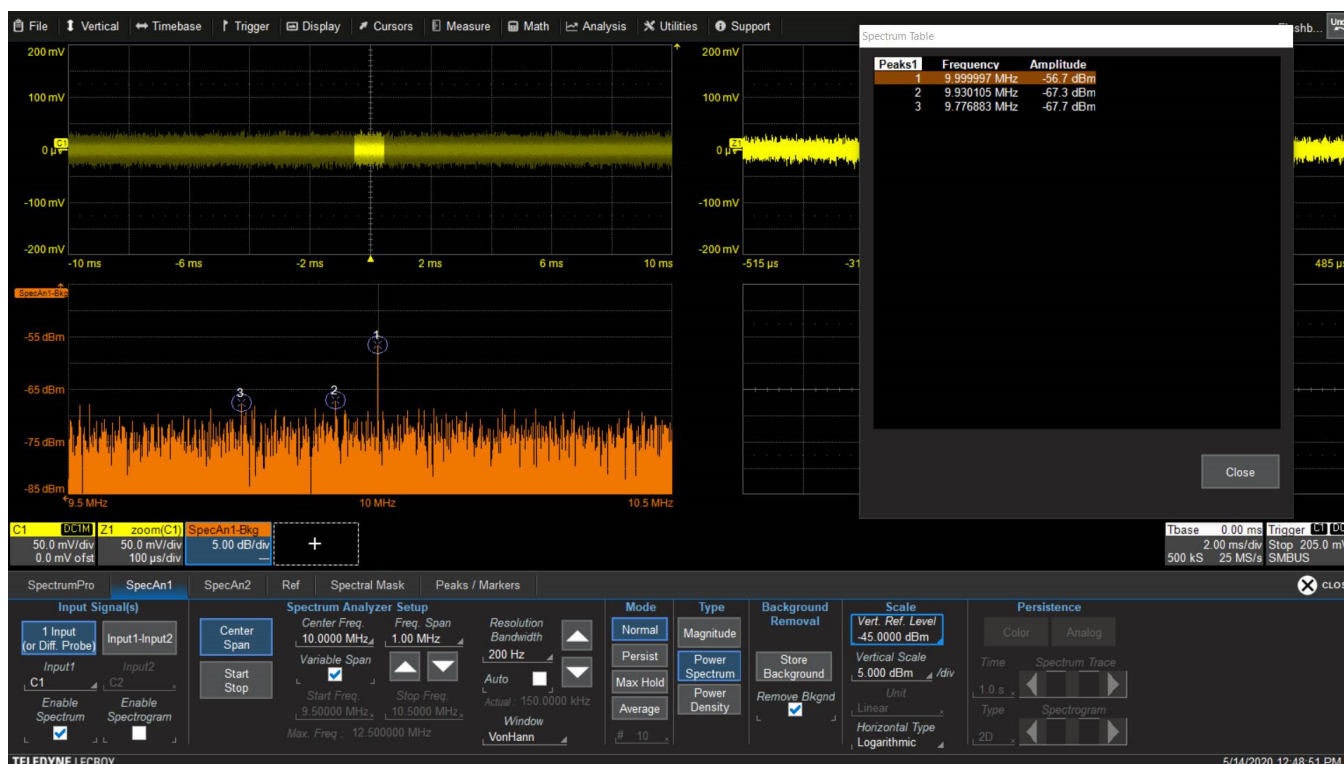 File Vertical Timebase Trigger Display Cursors Measure Math Analysis Utilities Support
Spectrum Table
Peaks1 Frequency Amplitude
1 9.999997 MHz -56.7 dBm
2 9.930105 MHz -67.3 dBm
3 9.776883 MHz -67.7 dBm
Close
200 mV
100 mV
C1
-100 mV
-200 mV
-10 ms -6 ms -2 ms 2 ms 6 ms 10 ms
200 mV
100 mV
Z1
-100 mV
-200 mV
-515 µs
SpecAn1-Bkg
-55 dBm
-65 dBm
-75 dBm
-85 dBm
1
2
3
9.5 MHz 10 MHz 10.5 MHz
C1 DC1M
50.0 mV/div
0.0 mV ofst
Z1 zoom(C1)
50.0 mV/div
100 µs/div
SpecAn1-Bkg
5.00 dB/div
---
+
Tbase 0.00 ms
2.00 ms/div
500 kS 25 MS/s
Trigger C1
Stop 205.0
SMBUS
SpectrumPro SpecAn1 SpecAn2 Ref Spectral Mask Peaks / Markers
Input Signal(s)
1 Input
(or Diff. Probe)
Input1-Input2
Input1 Input2
C1 C2
Enable
Spectrum
Enable
Spectrogram
Spectrum Analyzer Setup
Center
Span
Start
Stop
Center Freq. Freq. Span
10.0000 MHz 1.00 MHz
Variable Span
Start Freq. Stop Freq.
9.50000 MHz 10.5000 MHz
Max. Freq : 12.500000 MHz
Resolution
Bandwidth
200 Hz
Auto
Actual : 150.0000 kHz
Window
VonHann
Mode
Normal
Persist
Max Hold
Average
# 10
Type
Magnitude
Power
Spectrum
Power
Density
Background
Removal
Store
Background
Remove Bkgnd
Scale
Vert. Ref. Level
-45.0000 dBm
Vertical Scale
5.000 dBm /div
Unit
Linear
Horizontal Type
Logarithmic
Persistence
Color Analog
Time Spectrum Trace
1.0 s
Type Spectrogram
2D
TELEDYNE LECROY
5/14/2020 12:48:51 PM